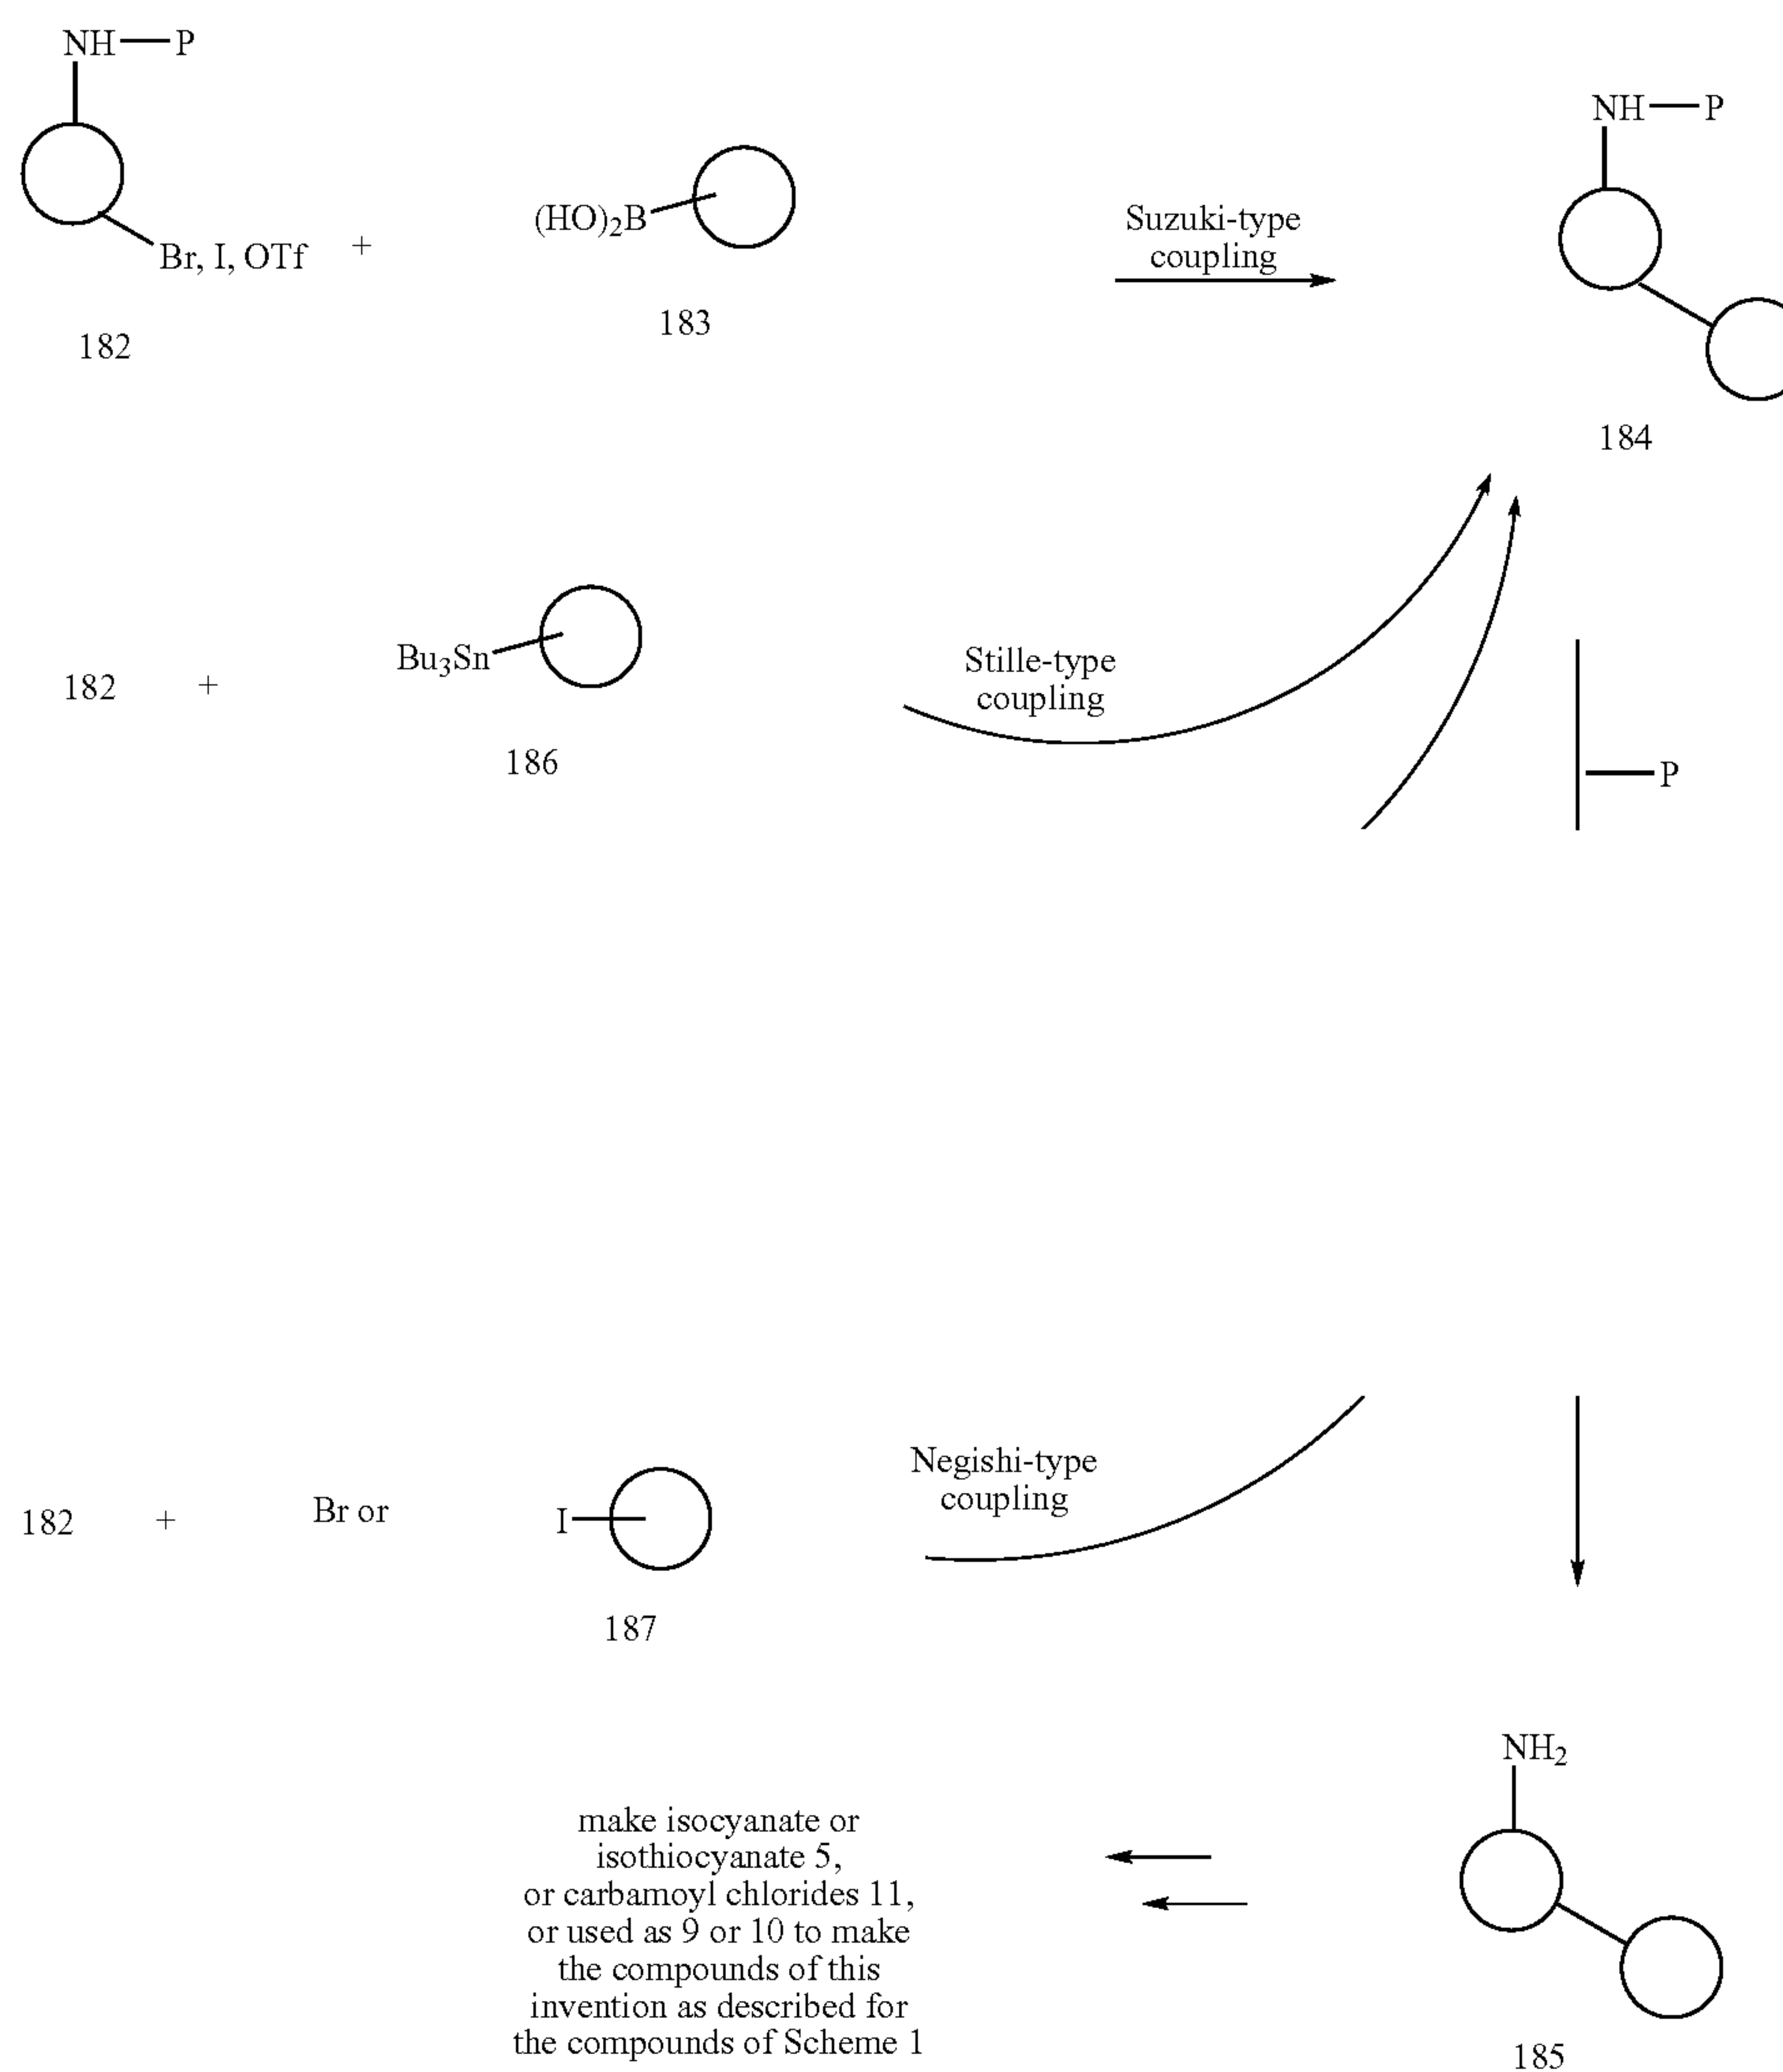 NH—P
Br, I, OTf
+
(HO)₂B
Suzuki-type
coupling
NH—P
182
183
184
182
+
Bu₃Sn
Stille-type
coupling
186
—P
182
+
Br or
I
Negishi-type
coupling
187
NH₂
make isocyanate or
isothiocyanate 5,
or carbamoyl chlorides 11,
or used as 9 or 10 to make
the compounds of this
invention as described for
the compounds of Scheme 1
185